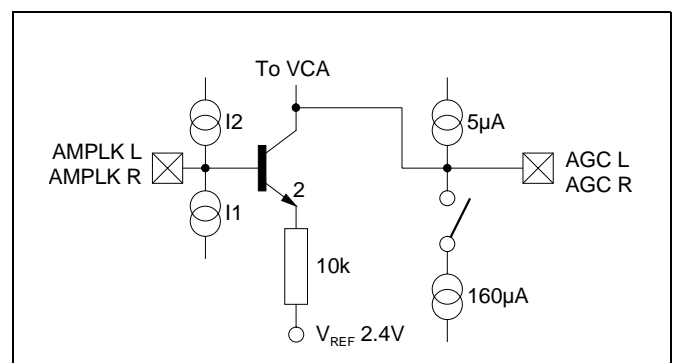 To VCA
I2
5µA
AMPLK L
AMPLK R
AGC L
AGC R
I1
2
10k
160µA
VREF 2.4V